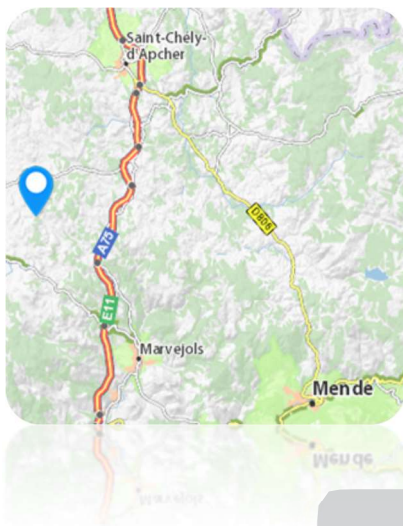 Saint-Chély-
d'Apcher
D806
A75
E11
Marvejols
Mende